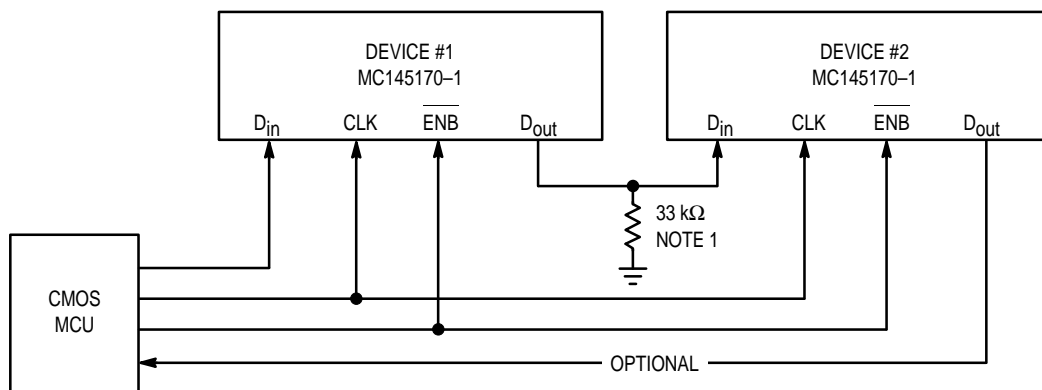 DEVICE #1
MC145170–1
Din CLK ENB Dout
DEVICE #2
MC145170–1
Din CLK ENB Dout
33 kΩ
NOTE 1
CMOS
MCU
OPTIONAL